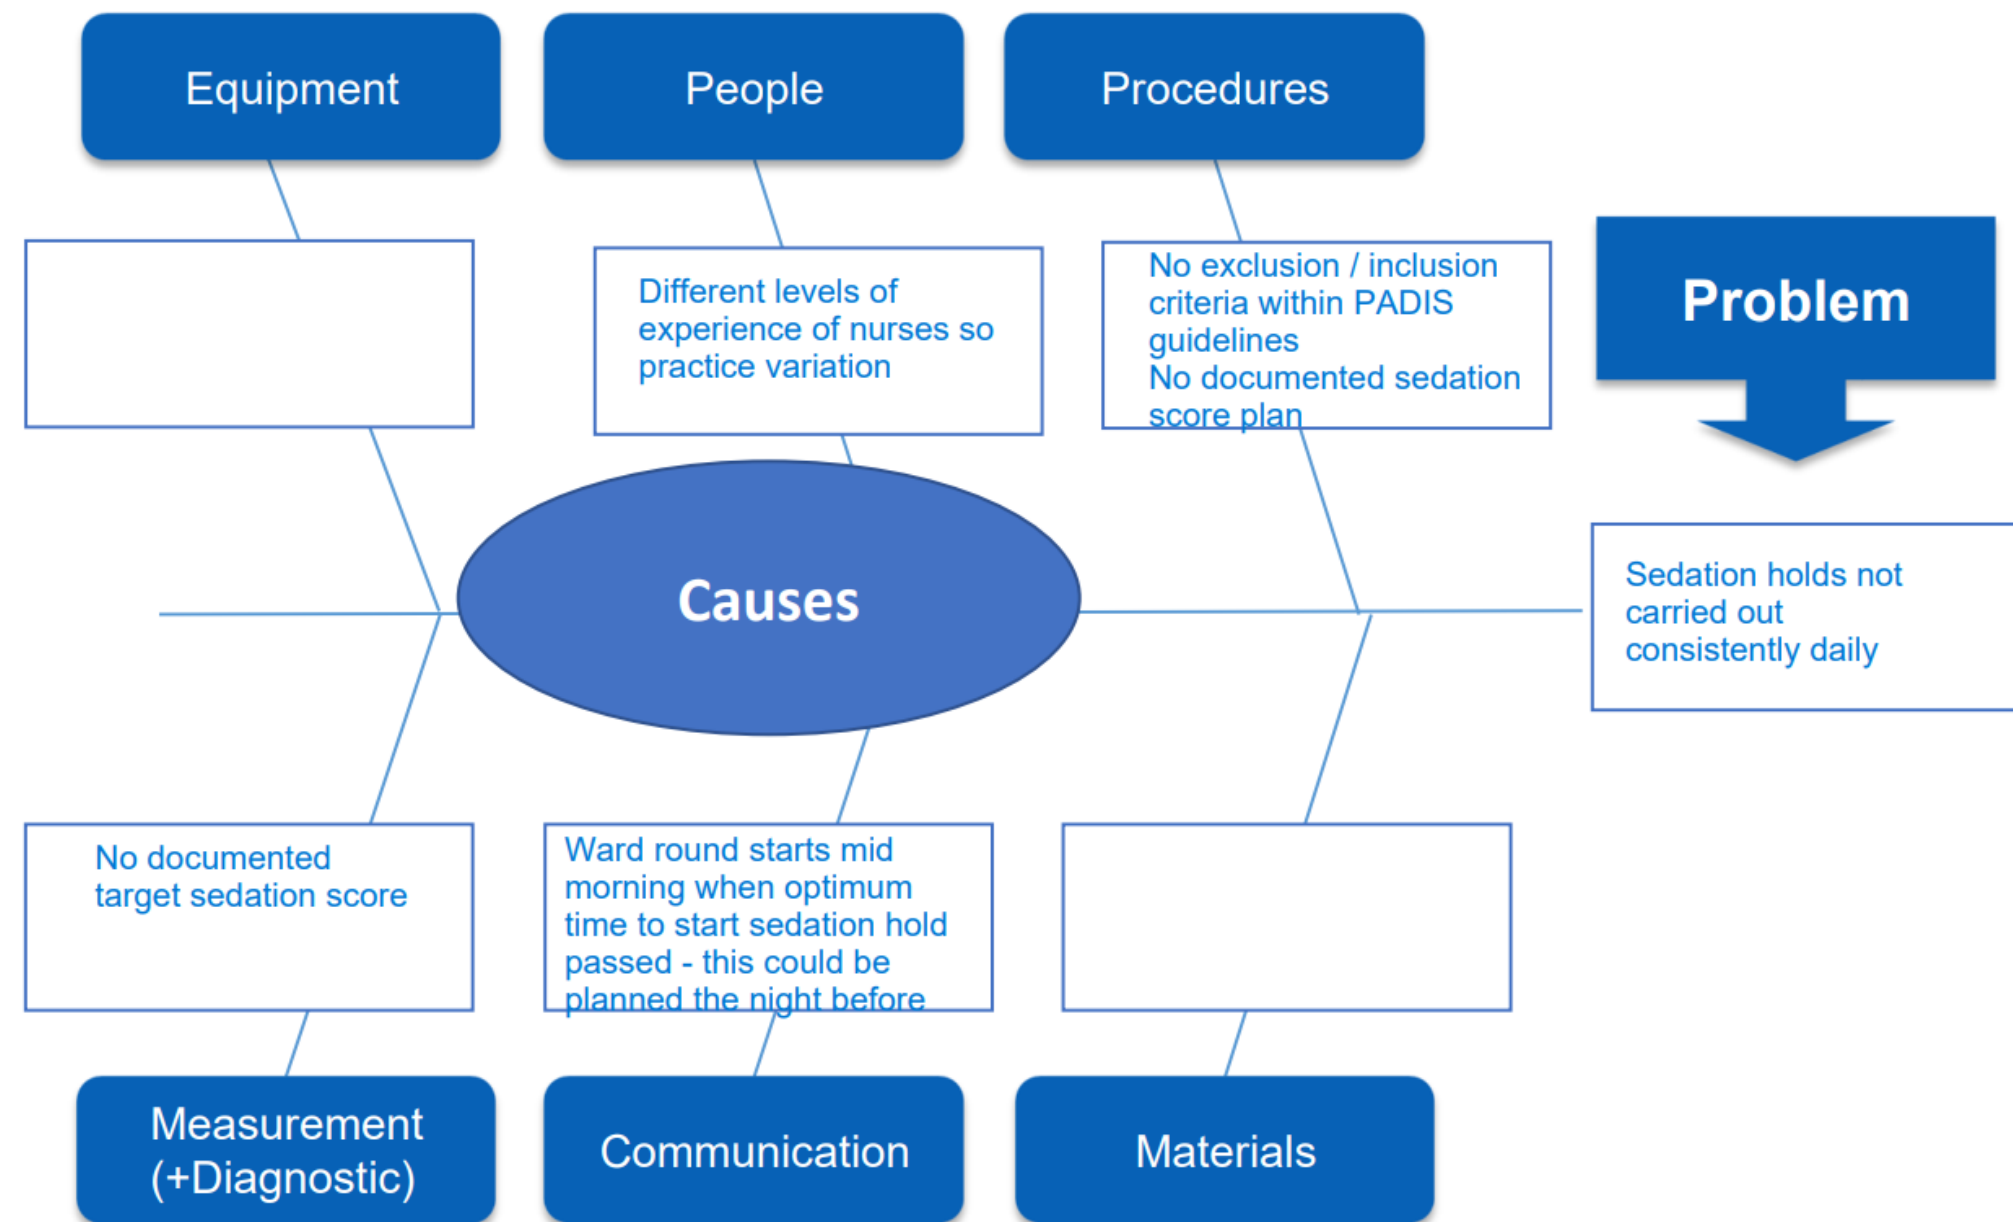 Equipment
People
Procedures
Different levels of
experience of nurses so
practice variation
No exclusion / inclusion
criteria within PADIS
guidelines
No documented sedation
score plan
Problem
Causes
Sedation holds not
carried out
consistently daily
No documented
target sedation score
Ward round starts mid
morning when optimum
time to start sedation hold
passed - this could be
planned the night before
Measurement
(+Diagnostic)
Communication
Materials